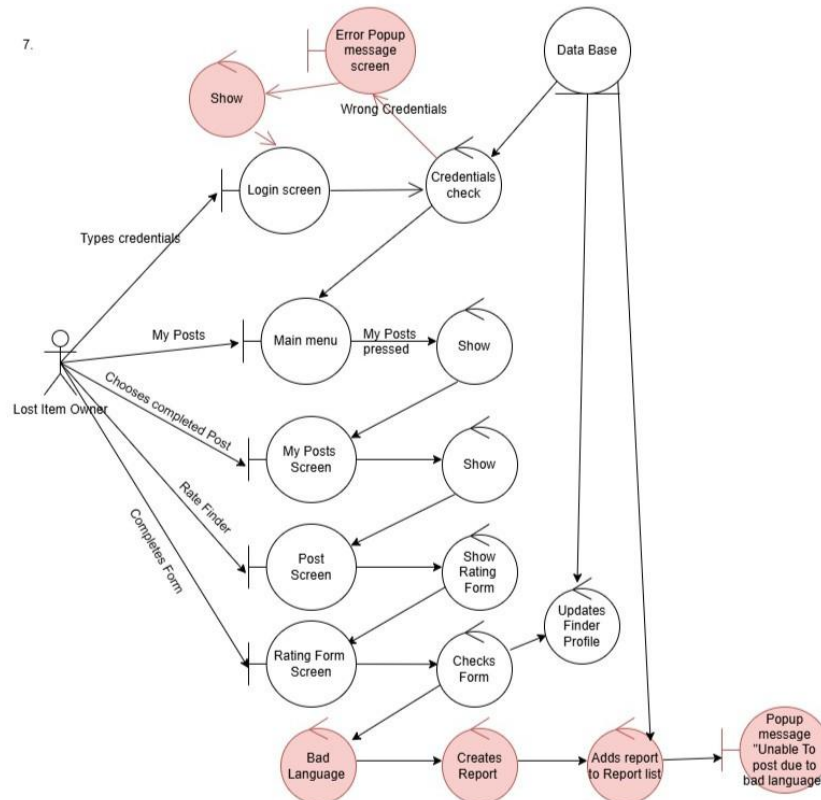 7.
Error Popup
message
screen
Data Base
Show
Wrong Credentials
Login screen
Credentials
check
Types credentials
My Posts
Main menu
My Posts
pressed
Show
Lost Item Owner
Chooses completed Post
My Posts
Screen
Show
Rate Finder
Post
Screen
Show
Rating
Form
Completes Form
Updates
Finder
Profile
Rating Form
Screen
Checks
Form
Bad
Language
Creates
Report
Adds report
to Report list
Popup
message
"Unable To
post due to
bad language